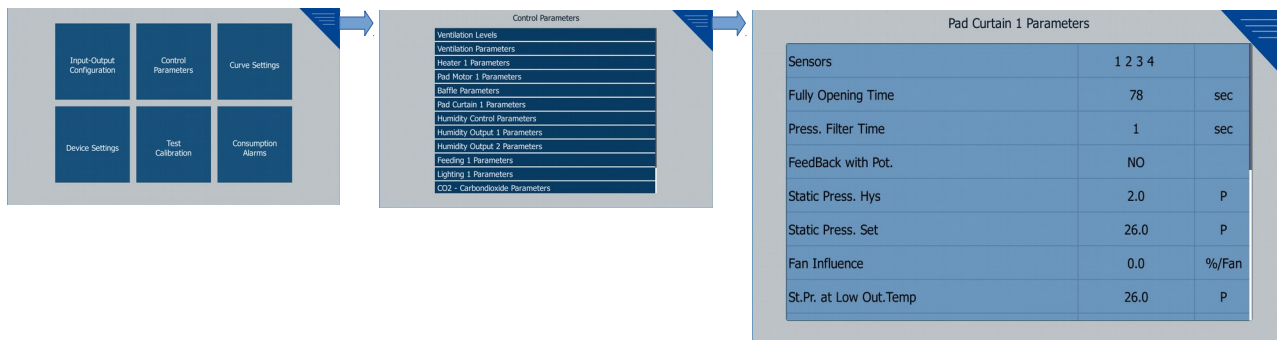 Input-Output
Configuration
Control
Parameters
Curve Settings
Device Settings
Test
Calibration
Consumption
Alarms
Control Parameters
Ventilation Levels
Ventilation Parameters
Heater 1 Parameters
Pad Motor 1 Parameters
Baffle Parameters
Pad Curtain 1 Parameters
Humidity Control Parameters
Humidity Output 1 Parameters
Humidity Output 2 Parameters
Feeding 1 Parameters
Lighting 1 Parameters
CO2 - Carbondioxide Parameters
Pad Curtain 1 Parameters
Sensors 1 2 3 4
Fully Opening Time 78 sec
Press. Filter Time 1 sec
FeedBack with Pot. NO
Static Press. Hys 2.0 P
Static Press. Set 26.0 P
Fan Influence 0.0 %/Fan
St.Pr. at Low Out.Temp 26.0 P